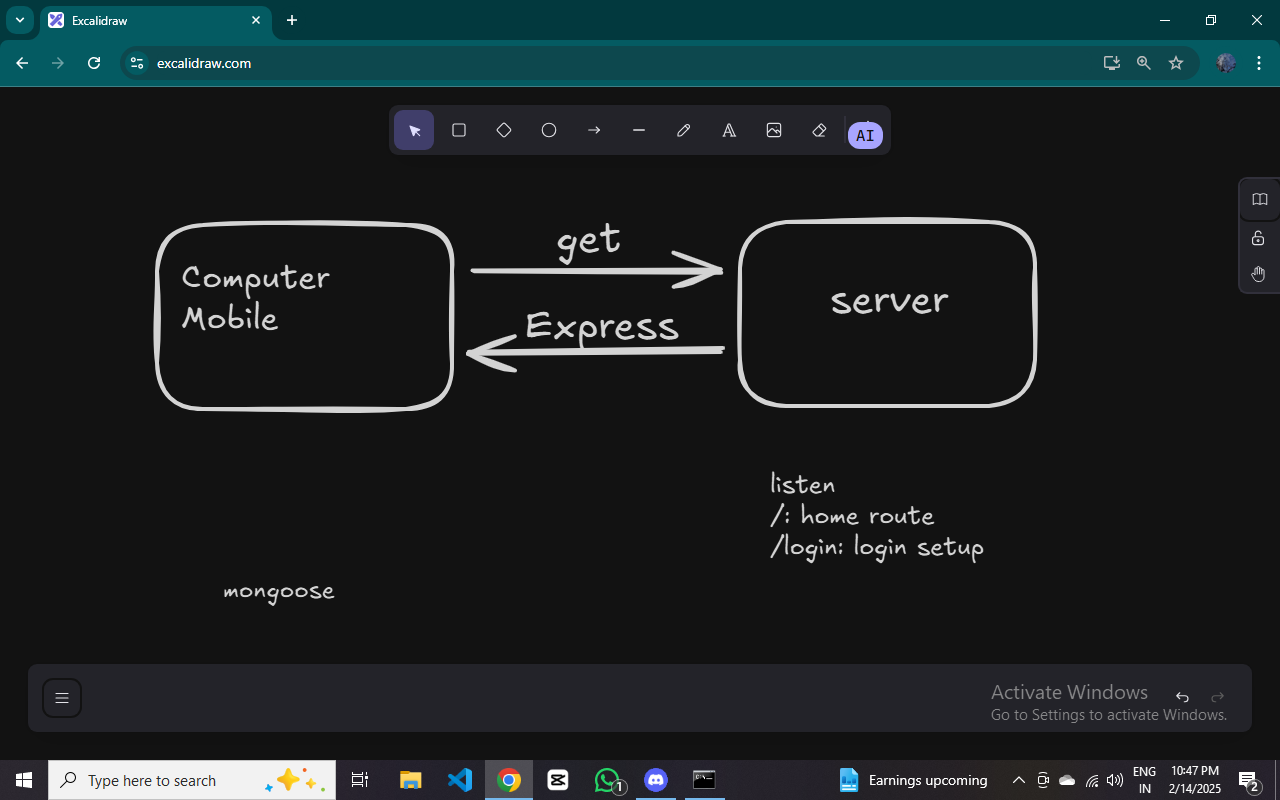 Excalidraw
excalidraw.com
A
AI
get
Computer
Mobile
server
Express
listen
/: home route
/login: login setup
mongoose
Activate Windows
Go to Settings to activate Windows.
Type here to search
1
C:\.
Earnings upcoming
ENG
IN
10:47 PM
2/14/2025
2